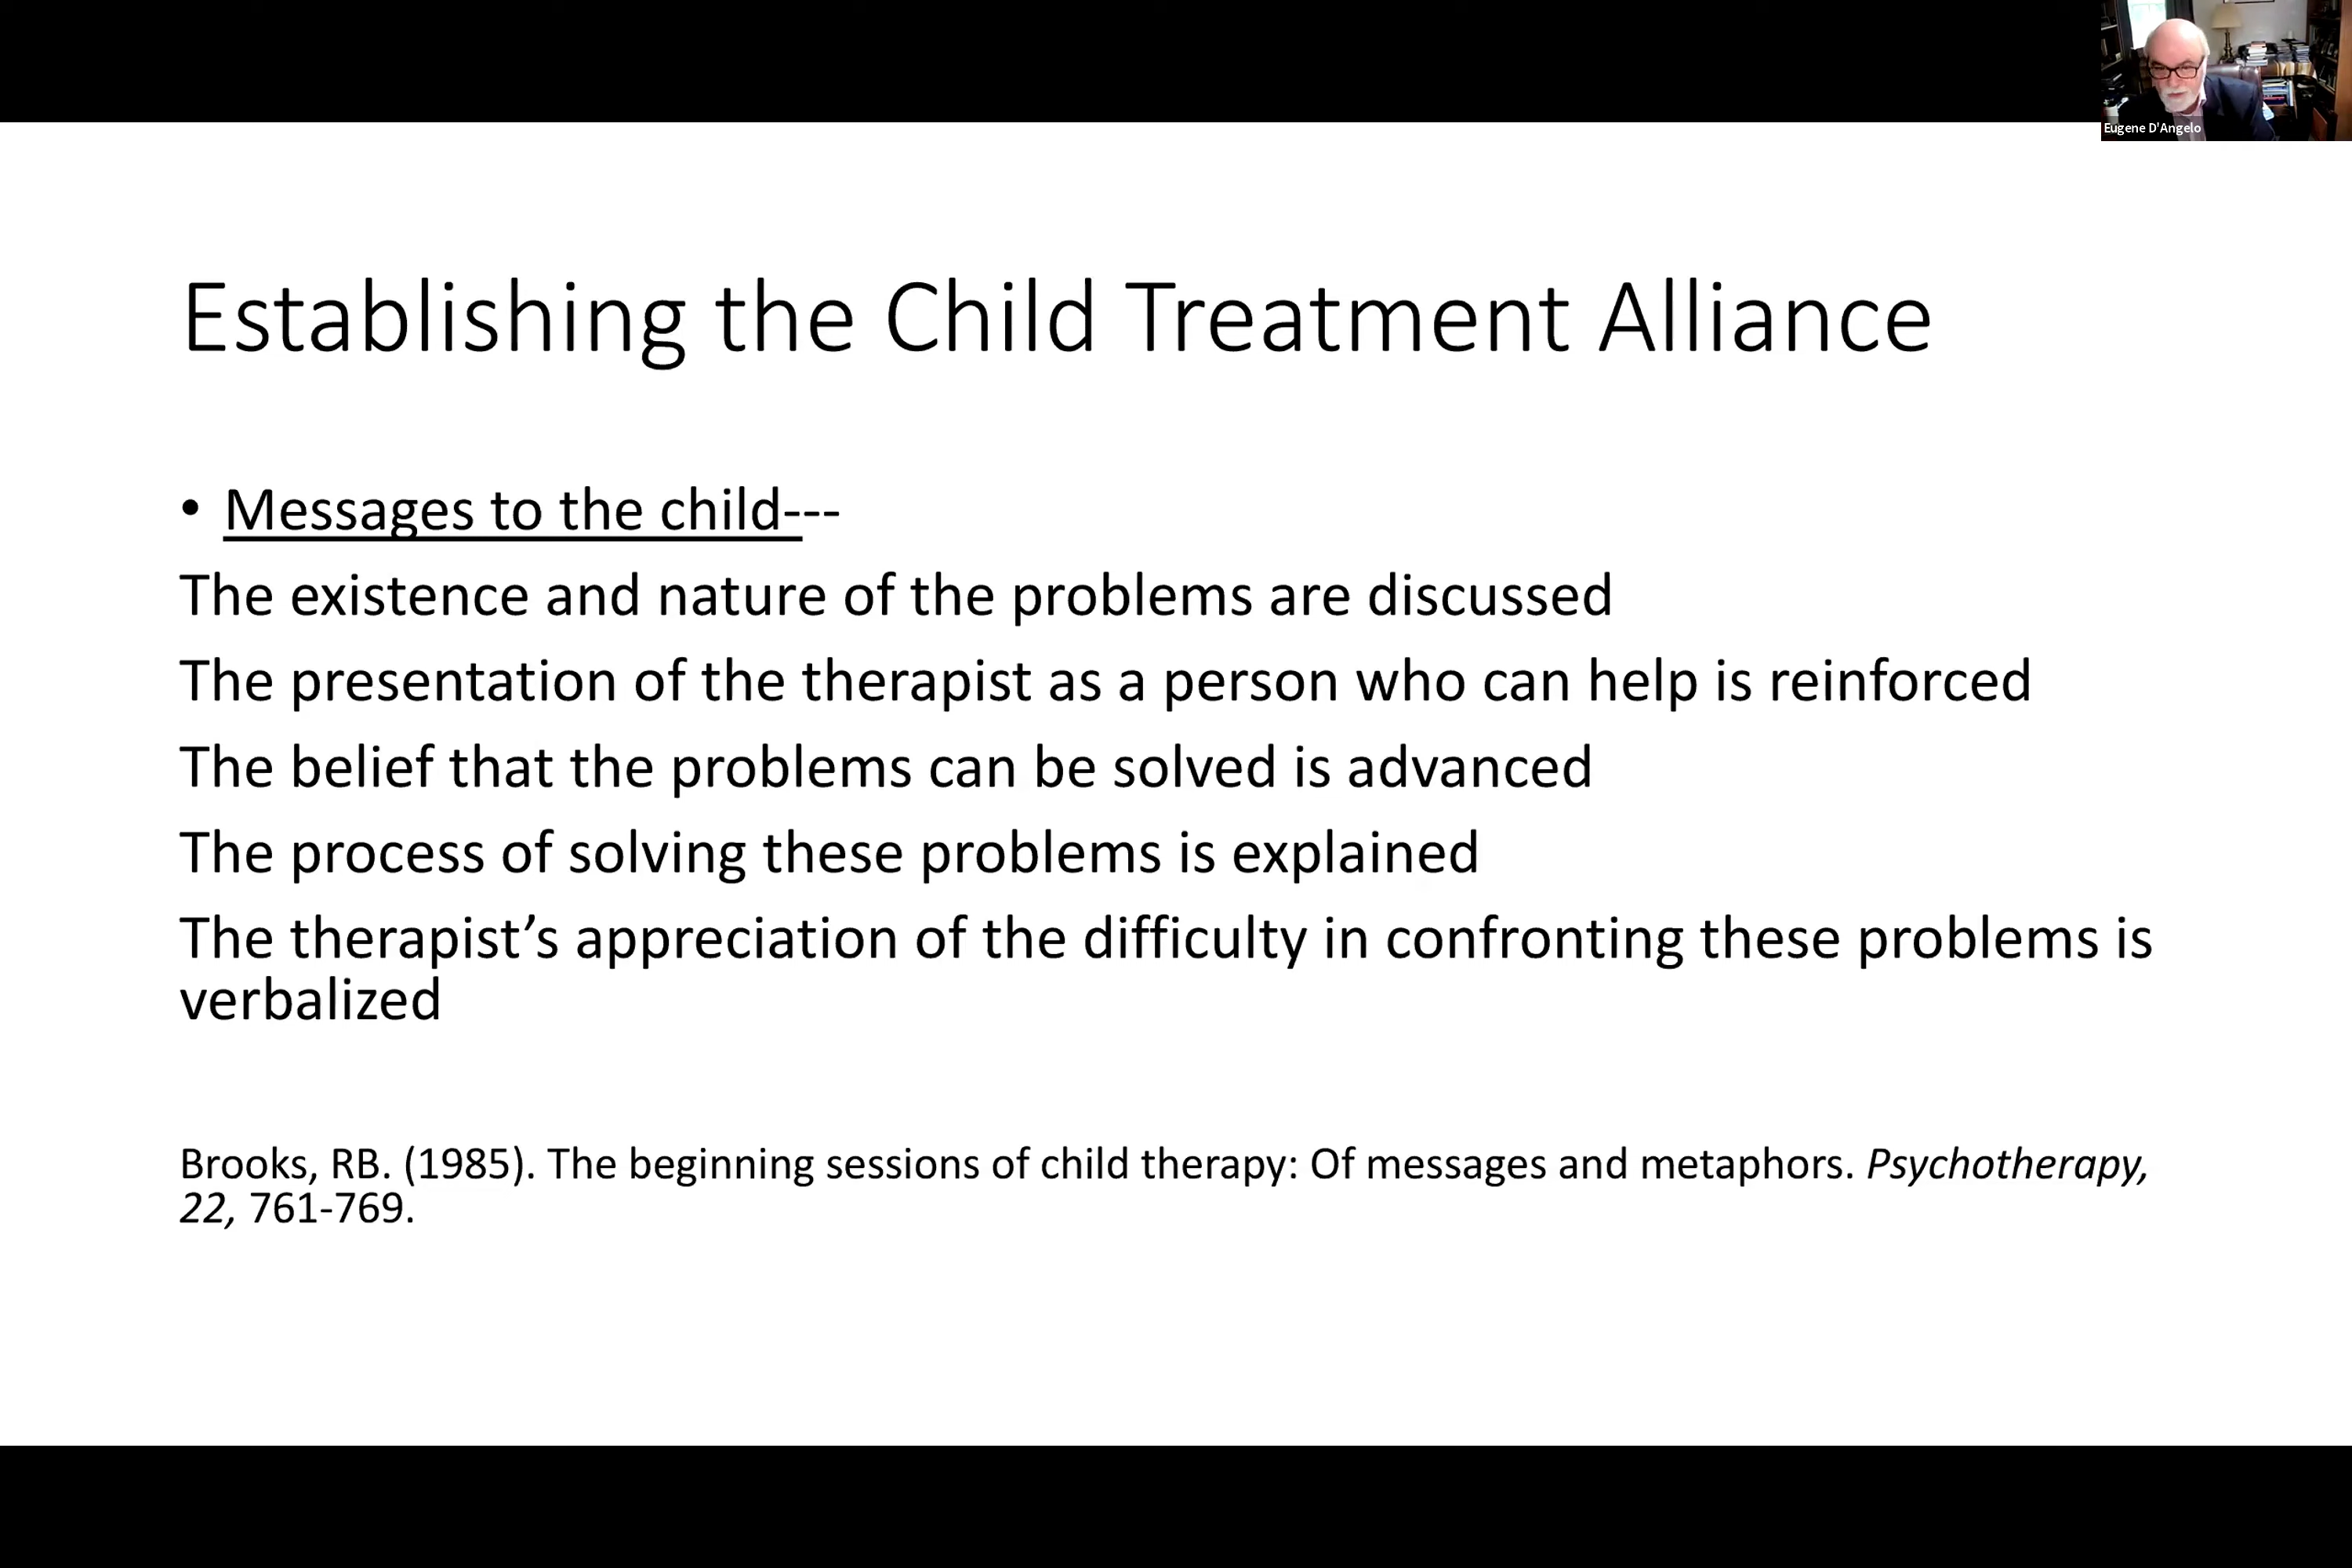 Eugene D'Angelo
Establishing the Child Treatment Alliance
• Messages to the child---
The existence and nature of the problems are discussed
The presentation of the therapist as a person who can help is reinforced
The belief that the problems can be solved is advanced
The process of solving these problems is explained
The therapist’s appreciation of the difficulty in confronting these problems is
verbalized
Brooks, RB. (1985). The beginning sessions of child therapy: Of messages and metaphors. Psychotherapy,
22, 761-769.